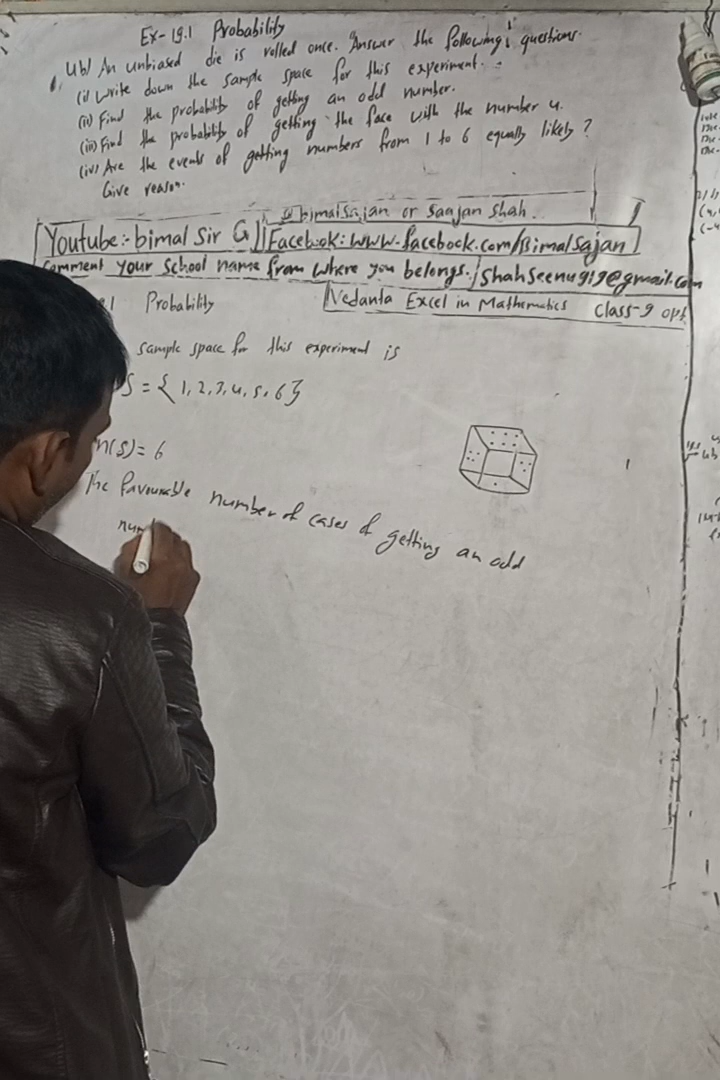 Ex-19.1 Probability
4b) An unbiased die is rolled once. Answer the following questions.
(i) Write down the sample space for this experiment.
(ii) Find the probability of getting an odd number.
(iii) Find the probability of getting the face with the number 4.
(iv) Are the events of getting numbers from 1 to 6 equally likely?
Give reason.
@bimalsajan or Saajan Shah.
Youtube:- bimal Sir G Facebook: www.facebook.com/Bimalsajan
Comment your School name from where you belongs. / Shahseenu919@gmail.com
Probability
Vedanta Excel in Mathematics Class-9 opt
sample space for this experiment is
S = { 1, 2, 3, 4, 5, 6 }
n(S) = 6
The favourable number of cases of getting an odd
num